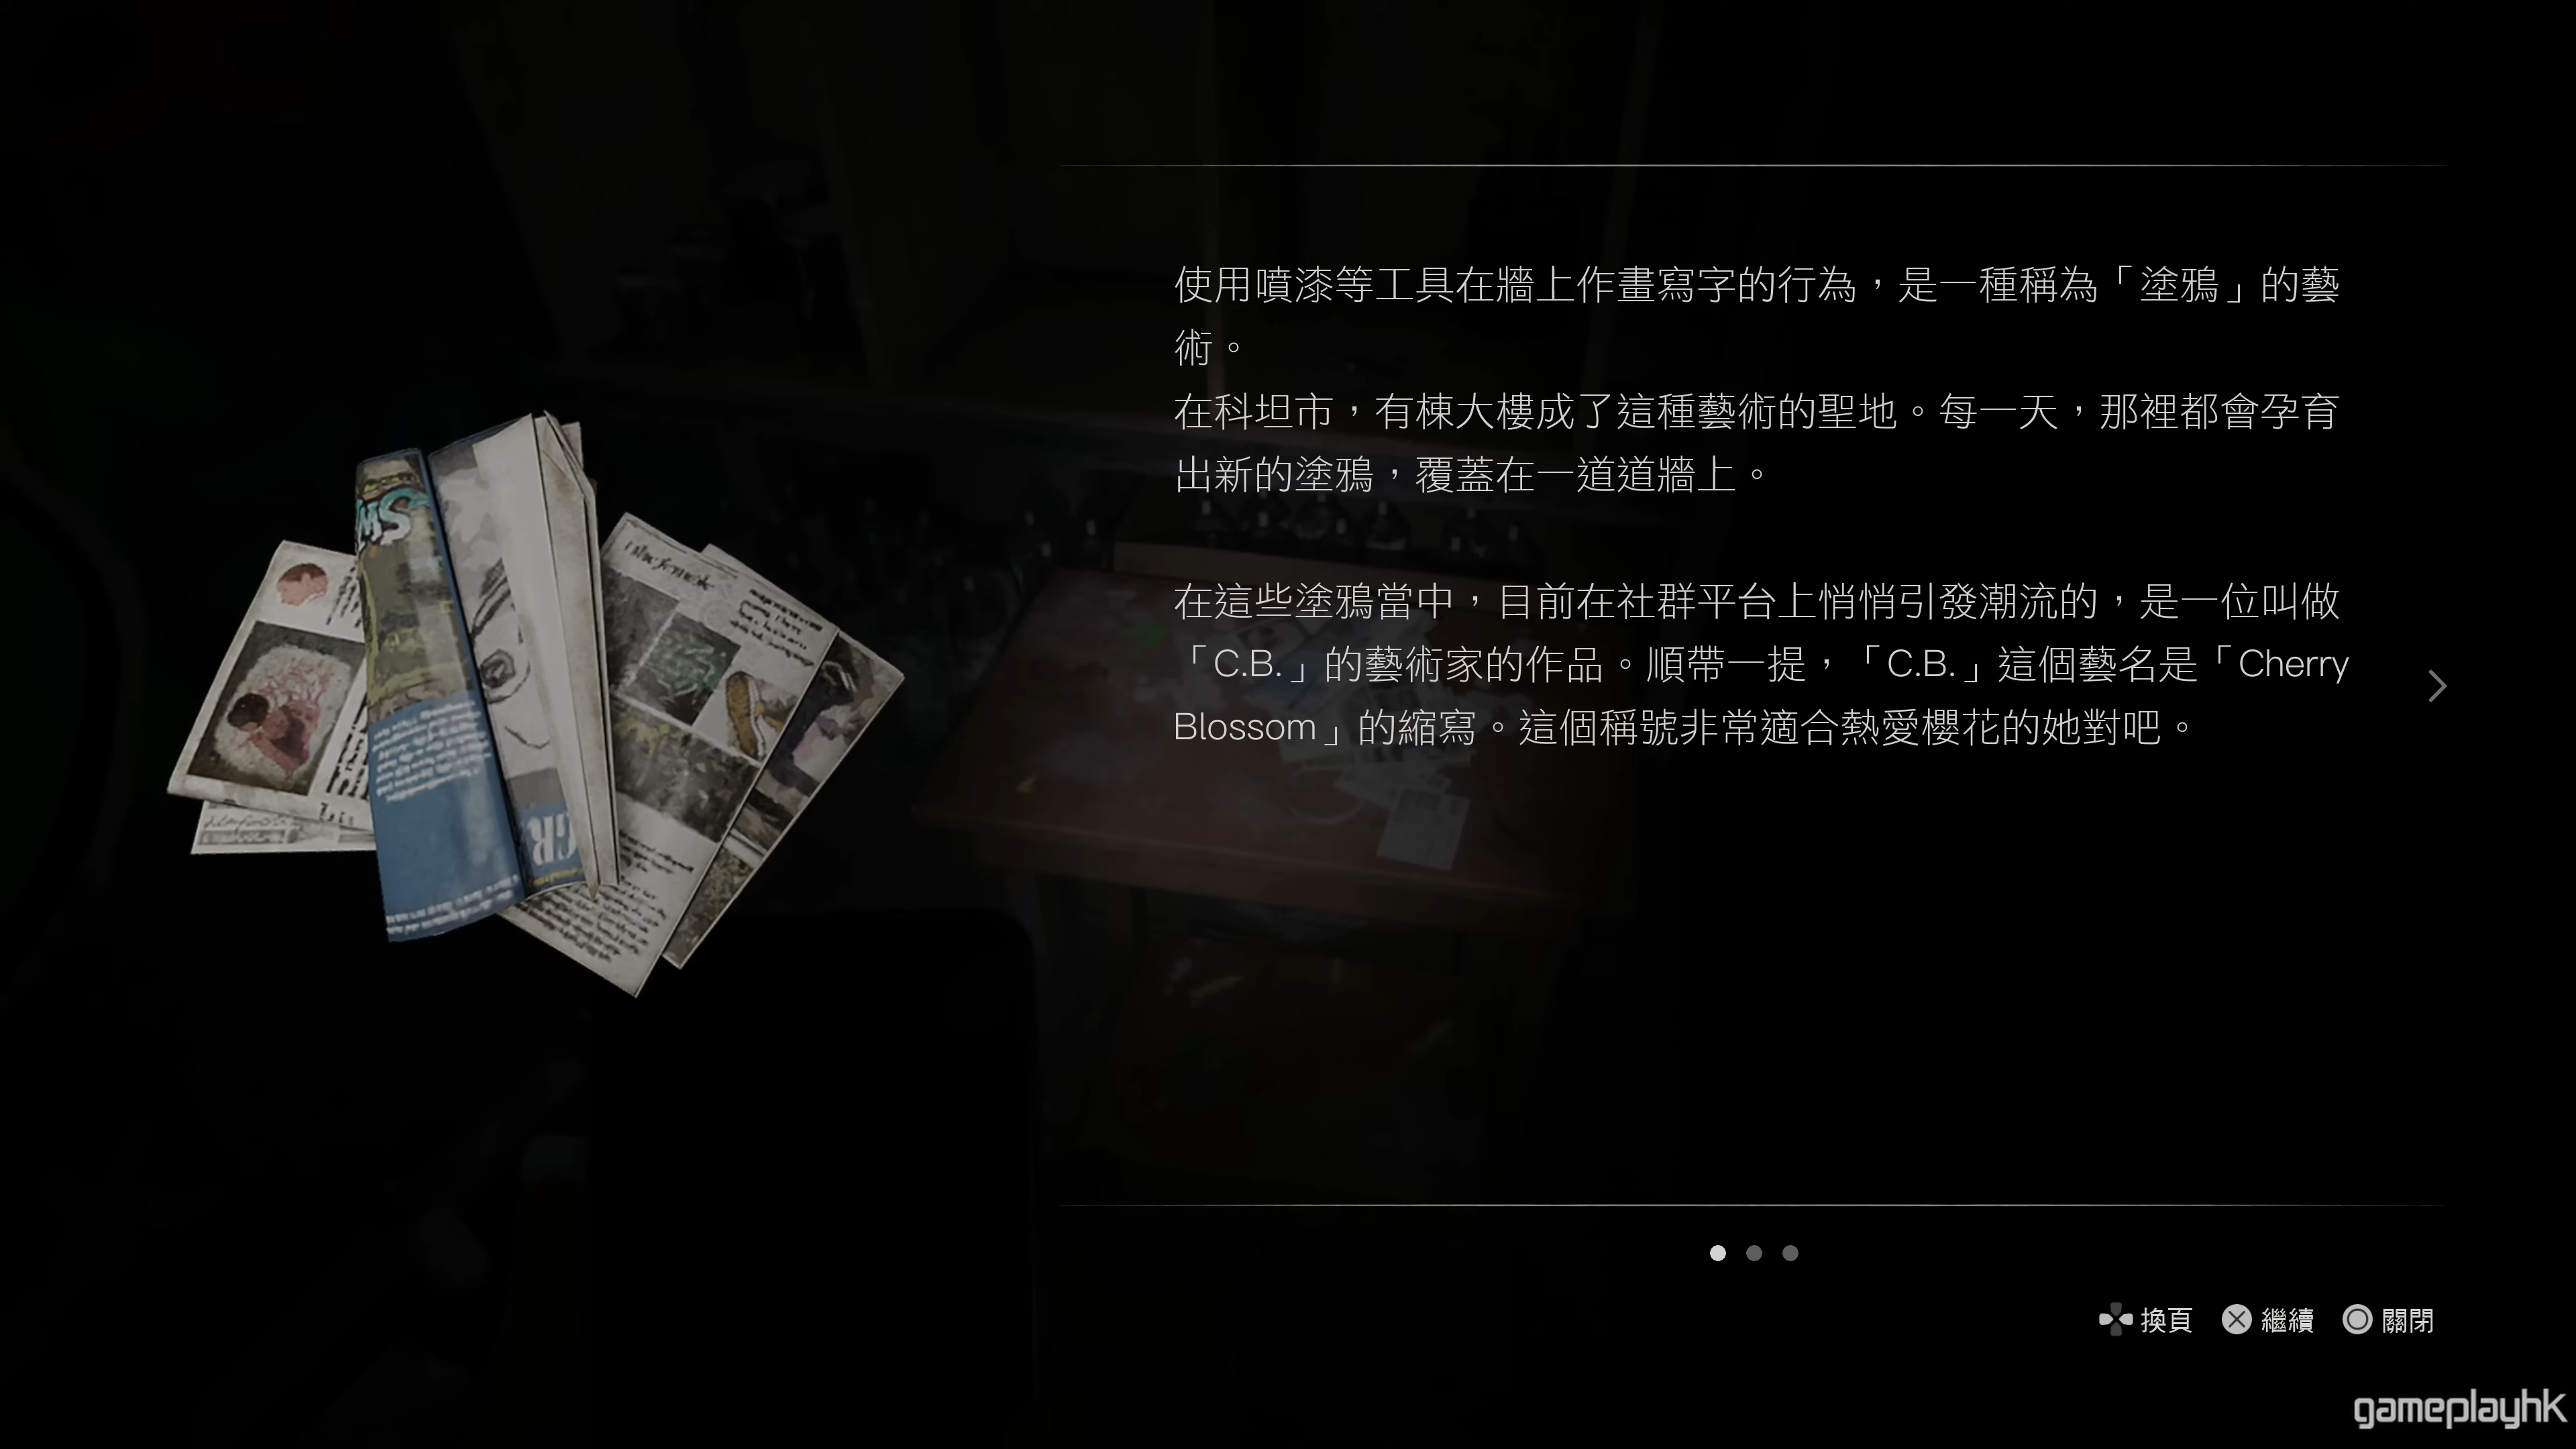 使用噴漆等工具在牆上作畫寫字的行為，是一種稱為「塗鴉」的藝
術。
在科坦市，有棟大樓成了這種藝術的聖地。每一天，那裡都會孕育
出新的塗鴉，覆蓋在一道道牆上。
在這些塗鴉當中，目前在社群平台上悄悄引發潮流的，是一位叫做
「C.B.」的藝術家的作品。順帶一提，「C.B.」這個藝名是「Cherry
Blossom」的縮寫。這個稱號非常適合熱愛櫻花的她對吧。
換頁 繼續 關閉
gameplayhk